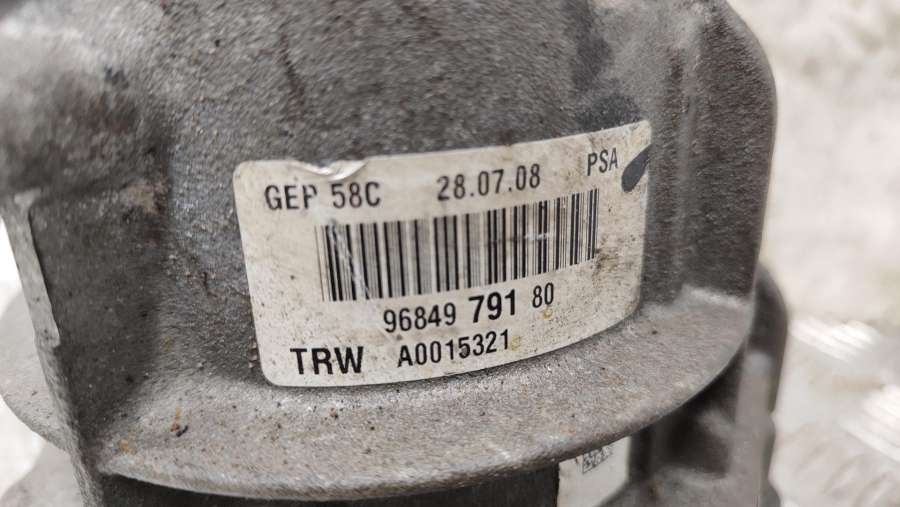 GEP 58C 28.07.08 PSA
96849 791 80
TRW A0015321